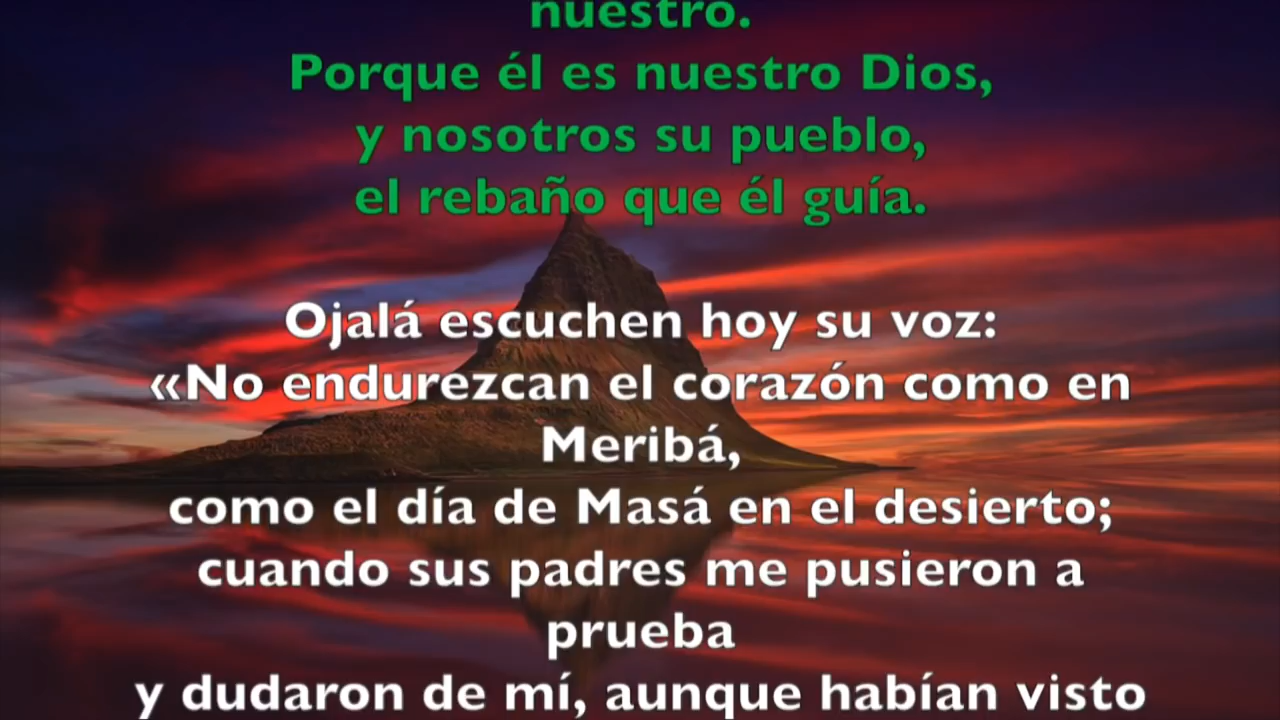 nuestro.
Porque él es nuestro Dios,
y nosotros su pueblo,
el rebaño que él guía.
Ojalá escuchen hoy su voz:
«No endurezcan el corazón como en
Meribá,
como el día de Masá en el desierto;
cuando sus padres me pusieron a
prueba
y dudaron de mí, aunque habían visto